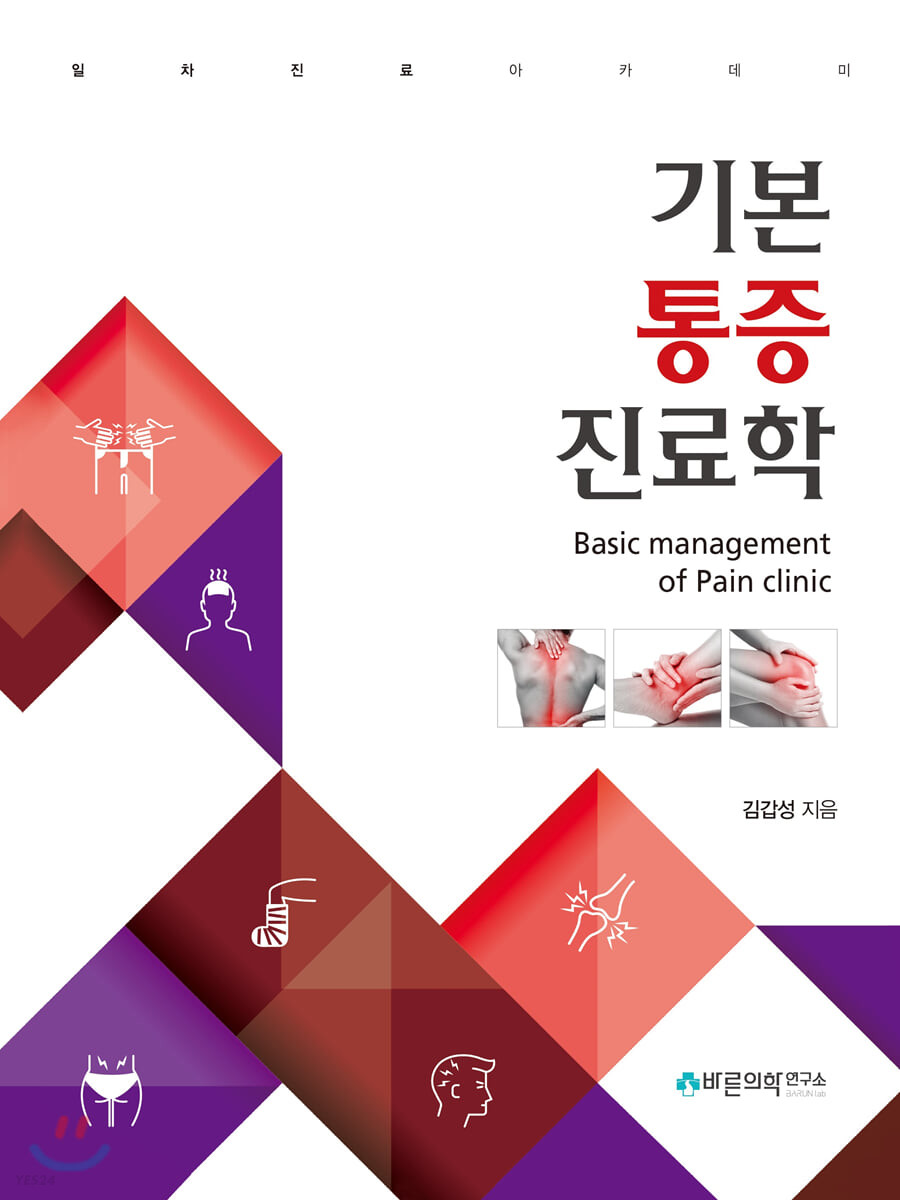 일차진료아카데미
기본
통증
진료학
Basic management
of Pain clinic
김갑성 지음
바른의학연구소
BARUN lab
YES24